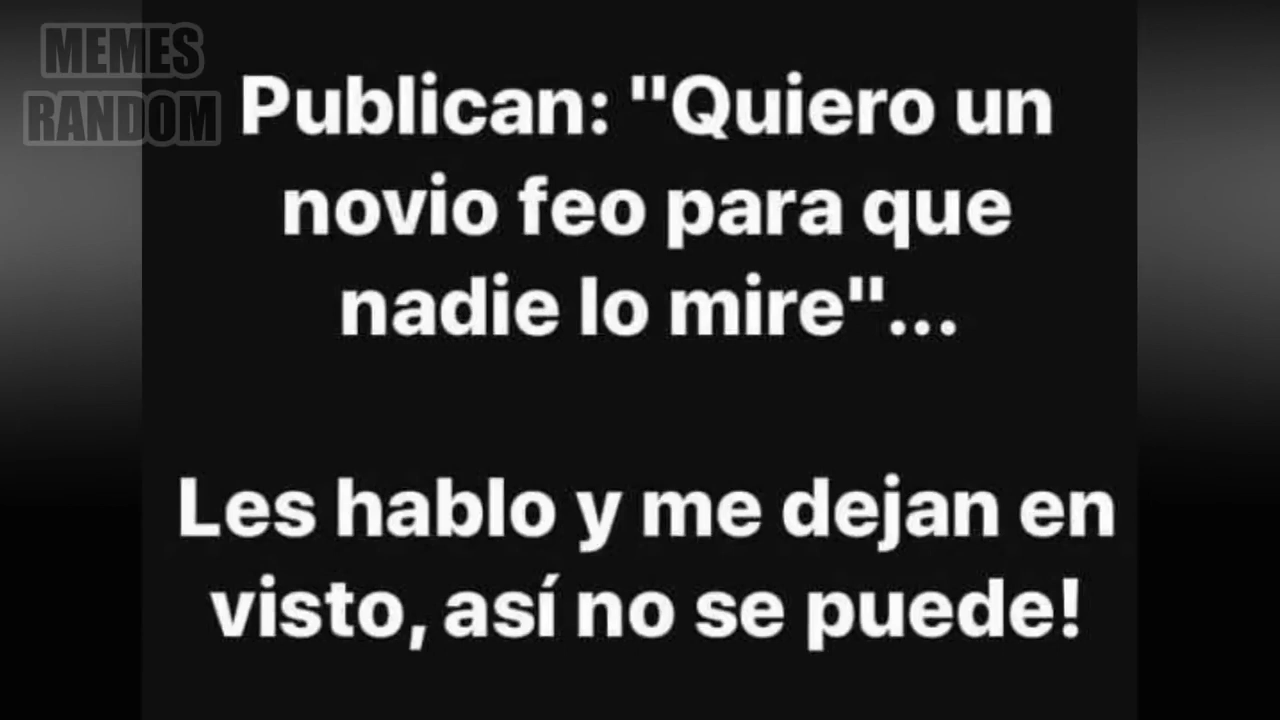 MEMES
RANDOM
Publican: "Quiero un
novio feo para que
nadie lo mire"...
Les hablo y me dejan en
visto, así no se puede!